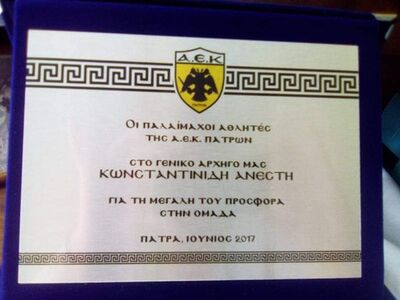 Α.Ε.Κ
Οι παλαίμαχοι αθλητές
της α.ε.κ. πατρων
στο γενικο αρχηγο μας
Κωνσταντινιδη Ανεστη
για τη μεγαλη του προσφορα
στην ομαδα
Πατρα, Ιουνιος 2017